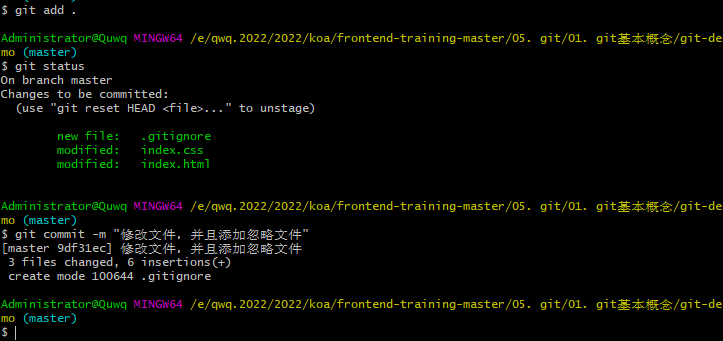 $ git add .
Administrator@Quwq MINGW64 /e/qwq.2022/2022/koa/frontend-training-master/05. git/01. git基本概念/git-de
mo (master)
$ git status
On branch master
Changes to be committed:
  (use "git reset HEAD <file>..." to unstage)
        new file:   .gitignore
        modified:   index.css
        modified:   index.html
Administrator@Quwq MINGW64 /e/qwq.2022/2022/koa/frontend-training-master/05. git/01. git基本概念/git-de
mo (master)
$ git commit -m "修改文件，并且添加忽略文件"
[master 9df31ec] 修改文件，并且添加忽略文件
 3 files changed, 6 insertions(+)
 create mode 100644 .gitignore
Administrator@Quwq MINGW64 /e/qwq.2022/2022/koa/frontend-training-master/05. git/01. git基本概念/git-de
mo (master)
$